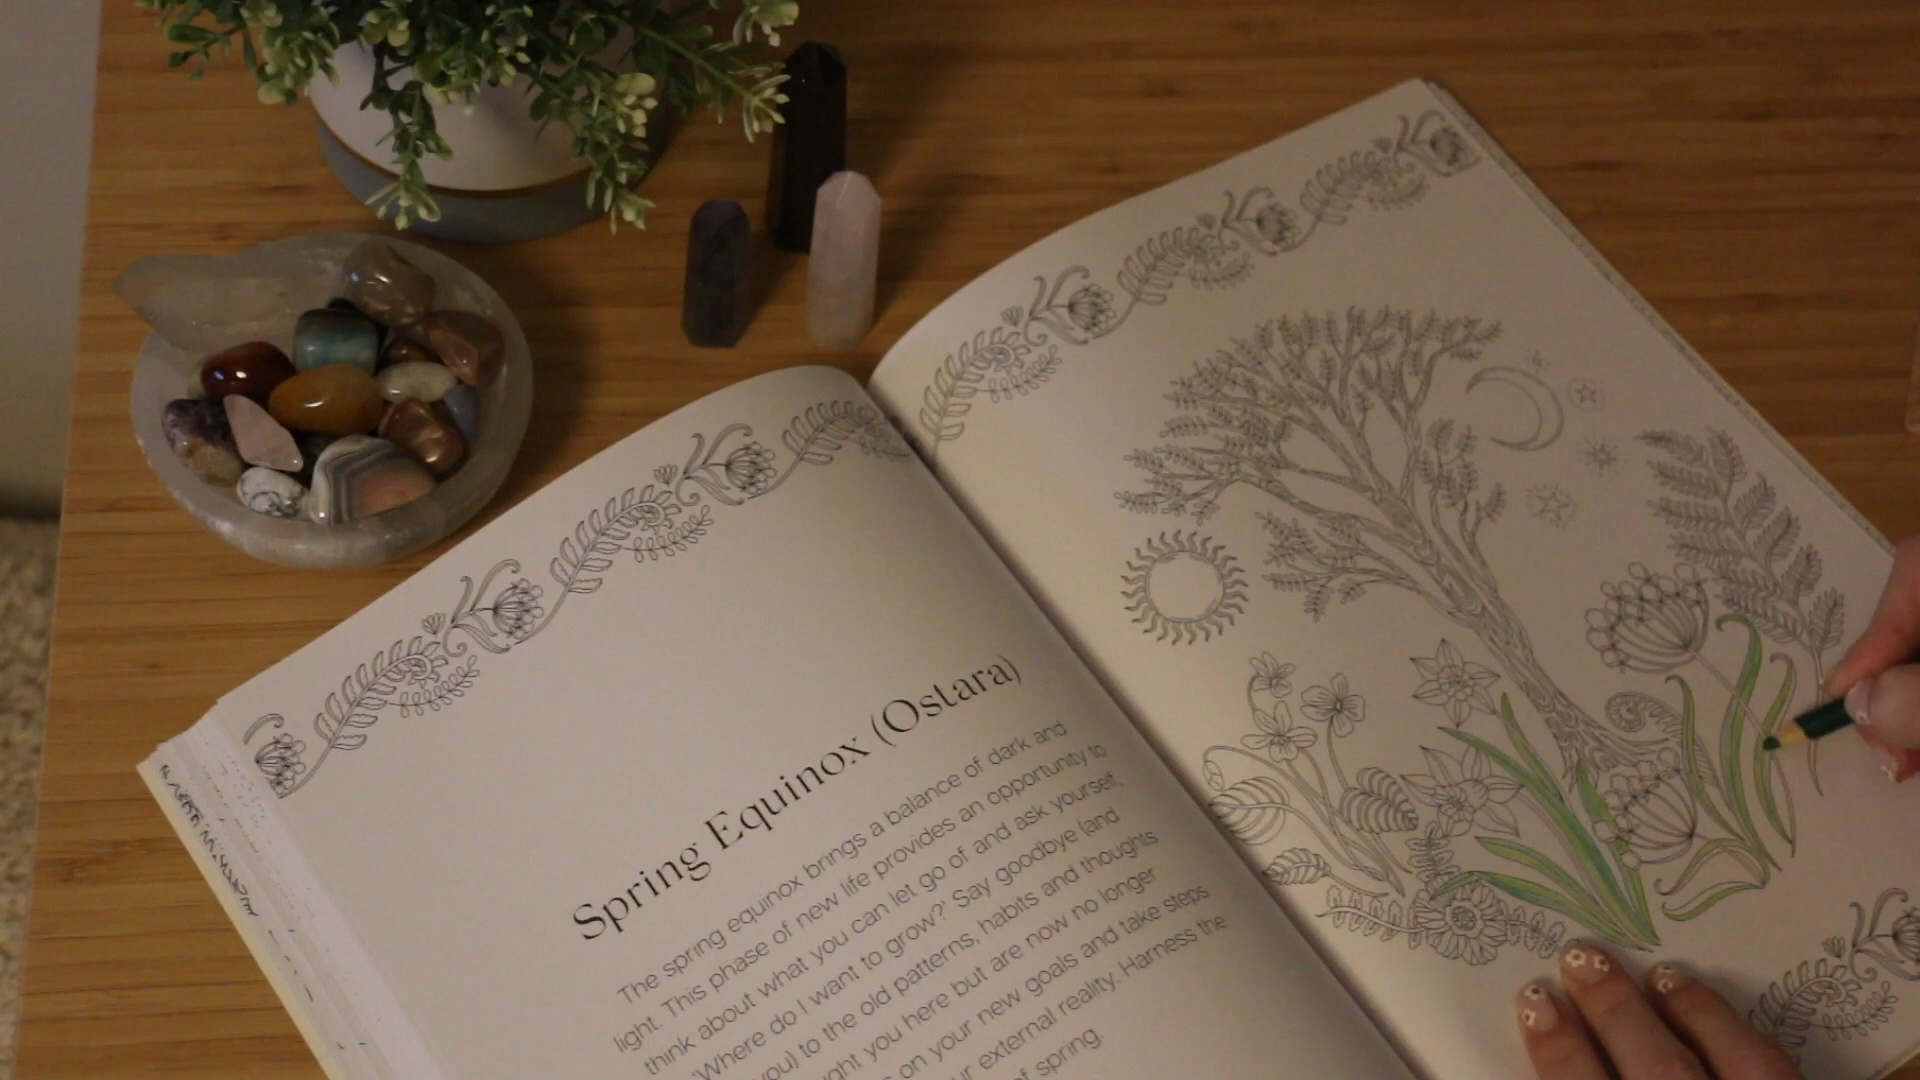 Spring Equinox (Ostara)
The spring equinox brings a balance of dark and
light. This phase of new life provides an opportunity to
think about what you can let go of and ask yourself,
'Where do I want to grow?' Say goodbye (and
you) to the old patterns, habits and thoughts
you here but are now no longer
on your new goals and take steps
external reality. Harness the
of spring.